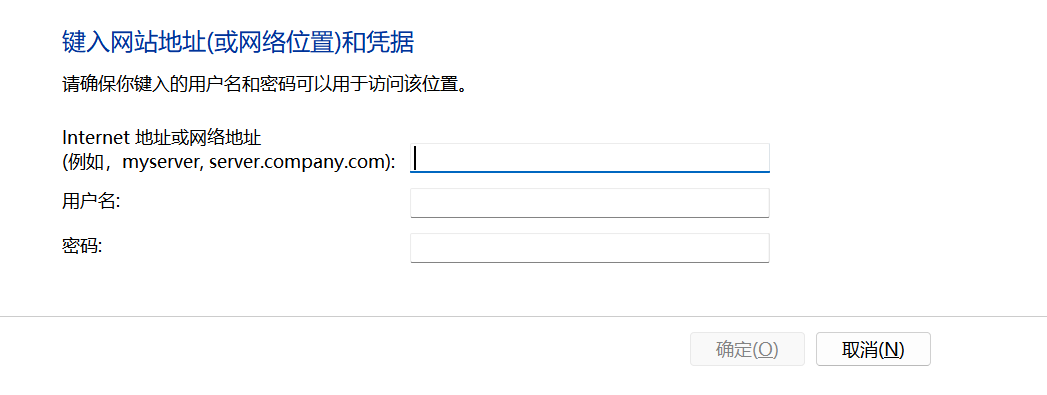 键入网站地址(或网络位置)和凭据
请确保你键入的用户名和密码可以用于访问该位置。
Internet 地址或网络地址
(例如，myserver, server.company.com):
用户名:
密码:
确定(O)
取消(N)